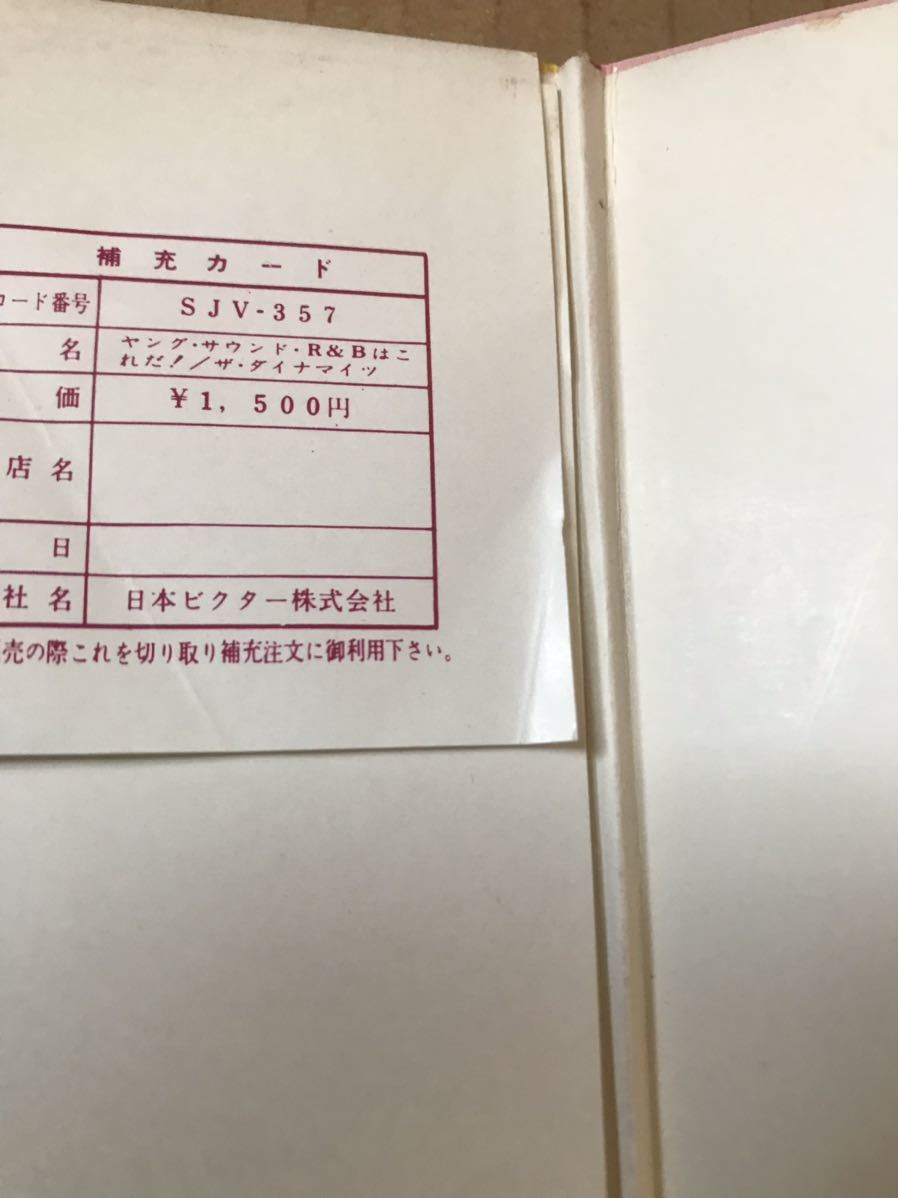 補充カード
コード番号 SJV-357
名 ヤング・サウンド・R&Bはこ
れだ!/ザ・ダイナマイツ
価 ¥1,500円
店名
日
社名 日本ビクター株式会社
売の際これを切り取り補充注文に御利用下さい。